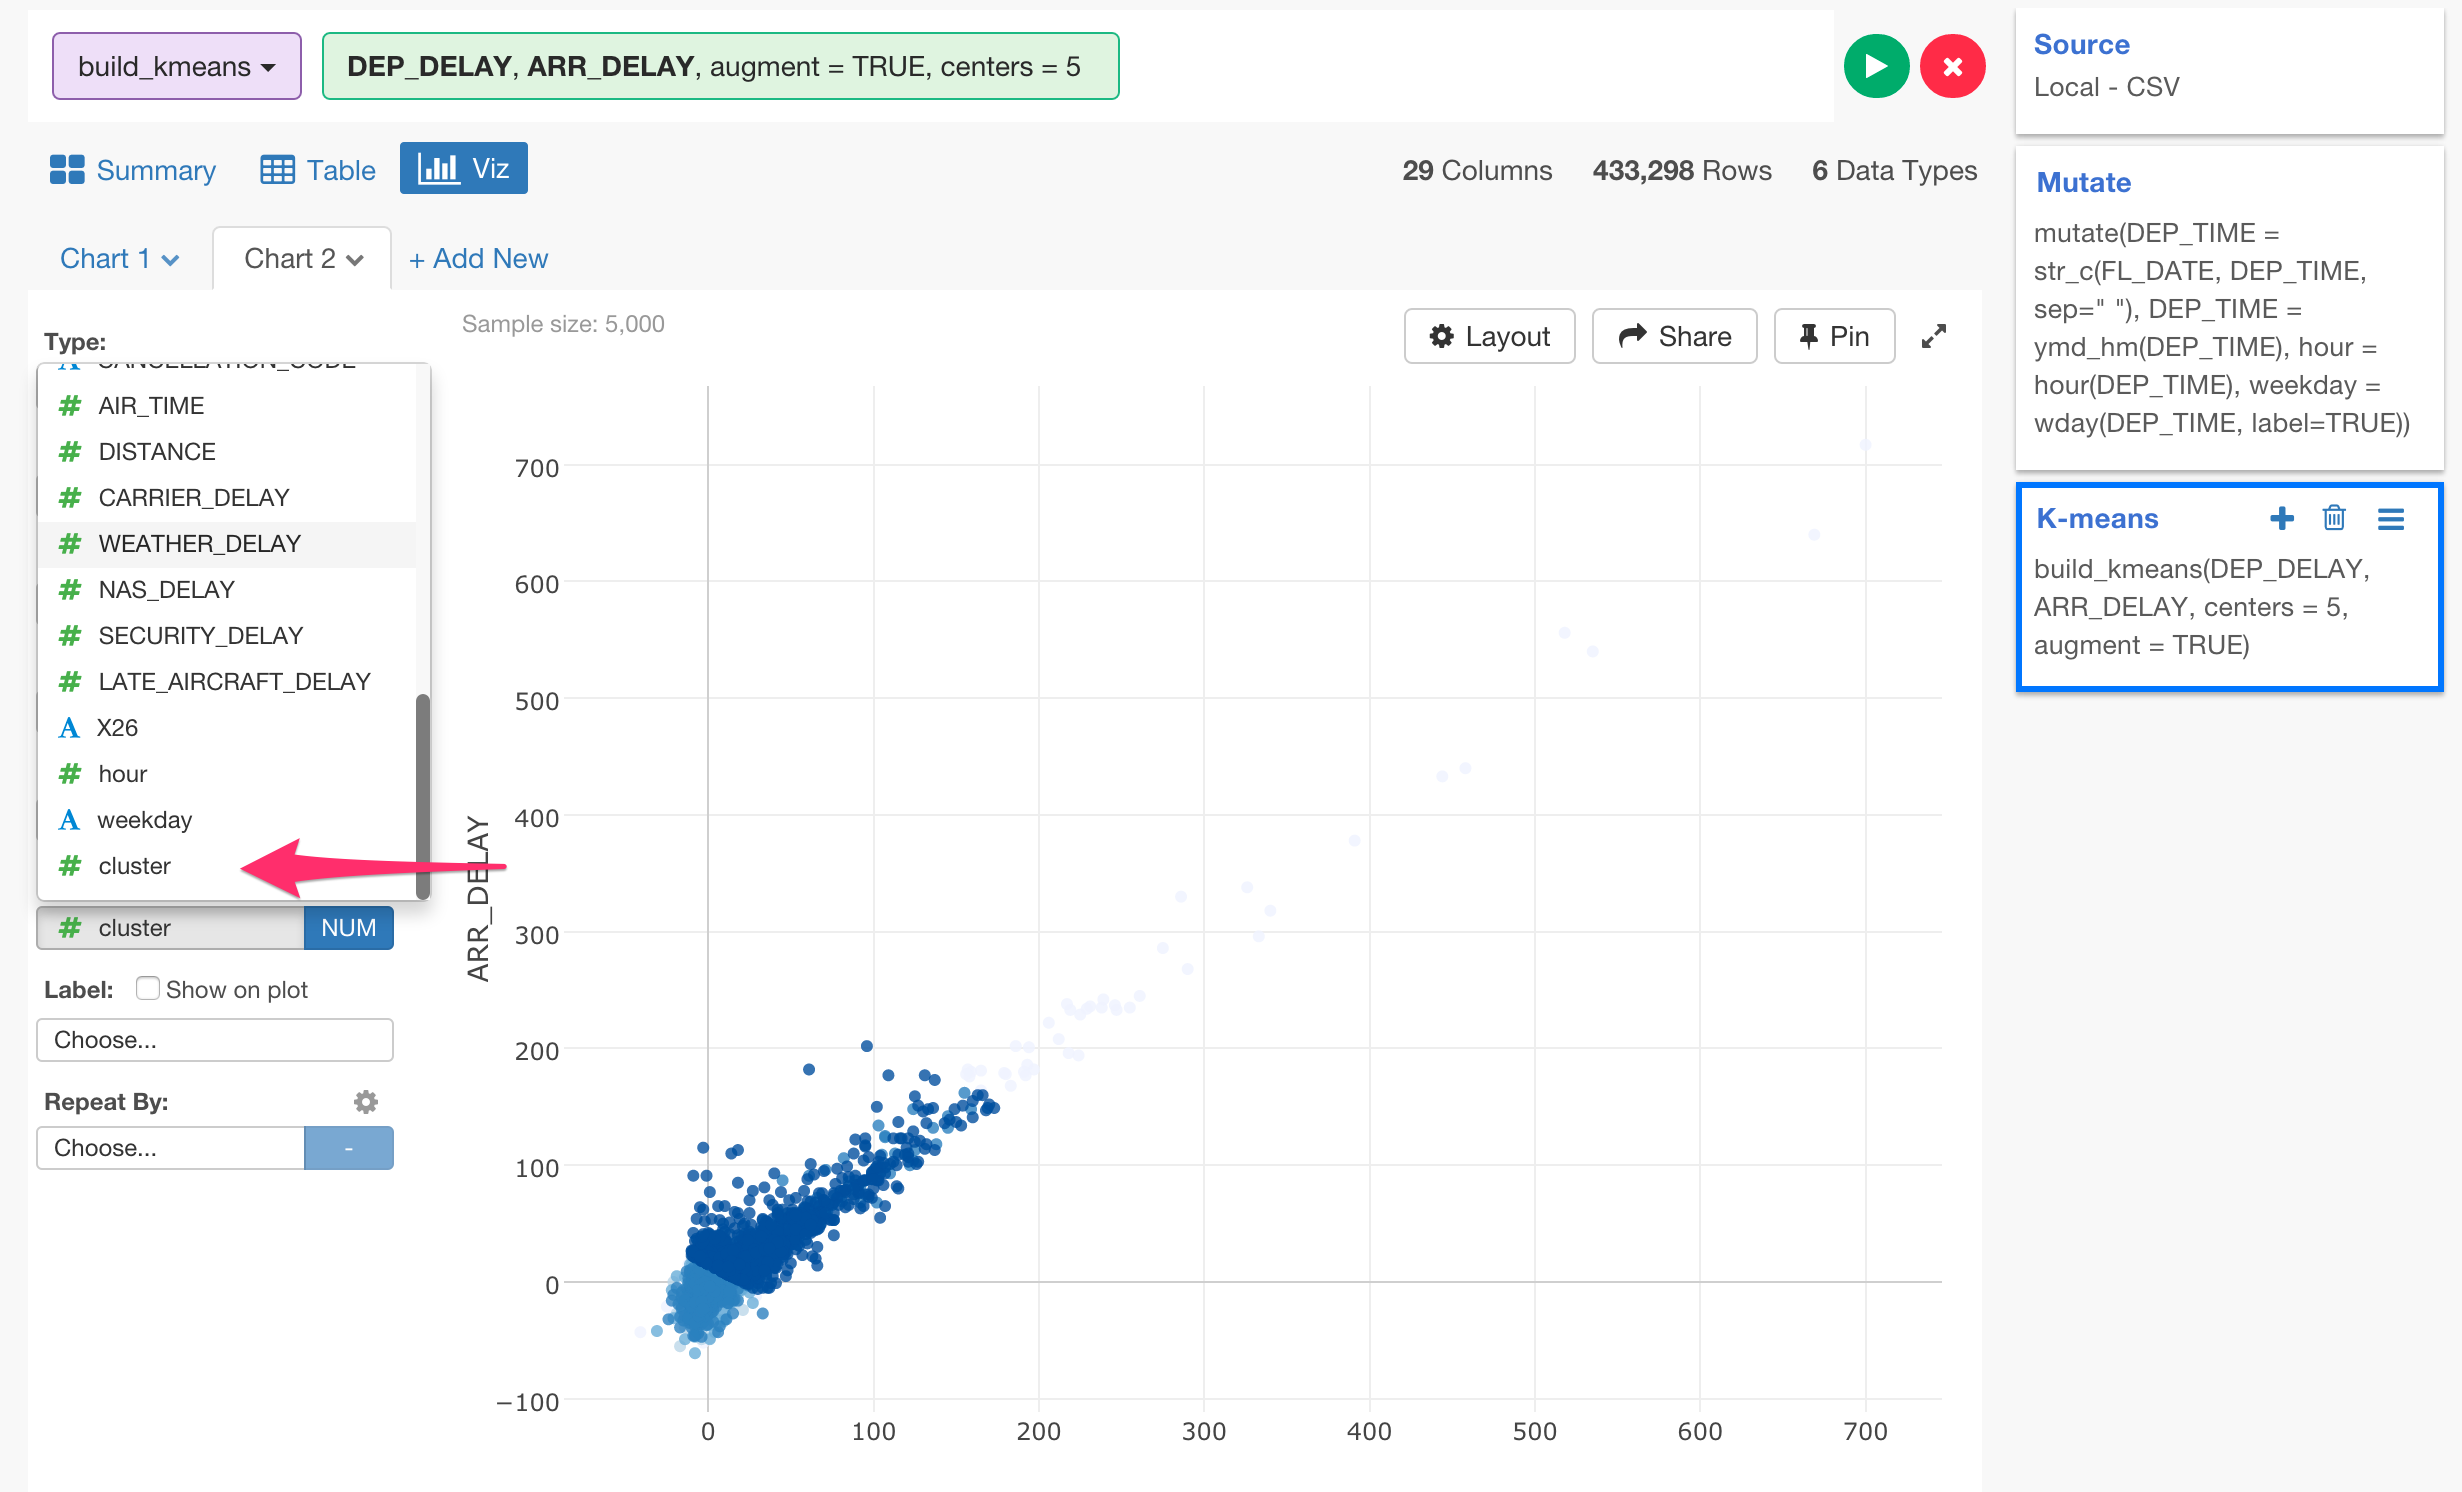 build_kmeans
DEP_DELAY, ARR_DELAY, augment = TRUE, centers = 5
Summary
Table
Viz
29 Columns
433,298 Rows
6 Data Types
Chart 1
Chart 2
+ Add New
Type:
CANCELLATION_CODE
AIR_TIME
DISTANCE
CARRIER_DELAY
WEATHER_DELAY
NAS_DELAY
SECURITY_DELAY
LATE_AIRCRAFT_DELAY
A X26
hour
A weekday
cluster
# cluster
NUM
Label:
Show on plot
Choose...
Repeat By:
Choose...
-
Sample size: 5,000
Layout
Share
Pin
ARR_DELAY
700
600
500
400
300
200
100
0
−100
0
100
200
300
400
500
600
700
Source
Local - CSV
Mutate
mutate(DEP_TIME =
str_c(FL_DATE, DEP_TIME,
sep=" "), DEP_TIME =
ymd_hm(DEP_TIME), hour =
hour(DEP_TIME), weekday =
wday(DEP_TIME, label=TRUE))
K-means
build_kmeans(DEP_DELAY,
ARR_DELAY, centers = 5,
augment = TRUE)